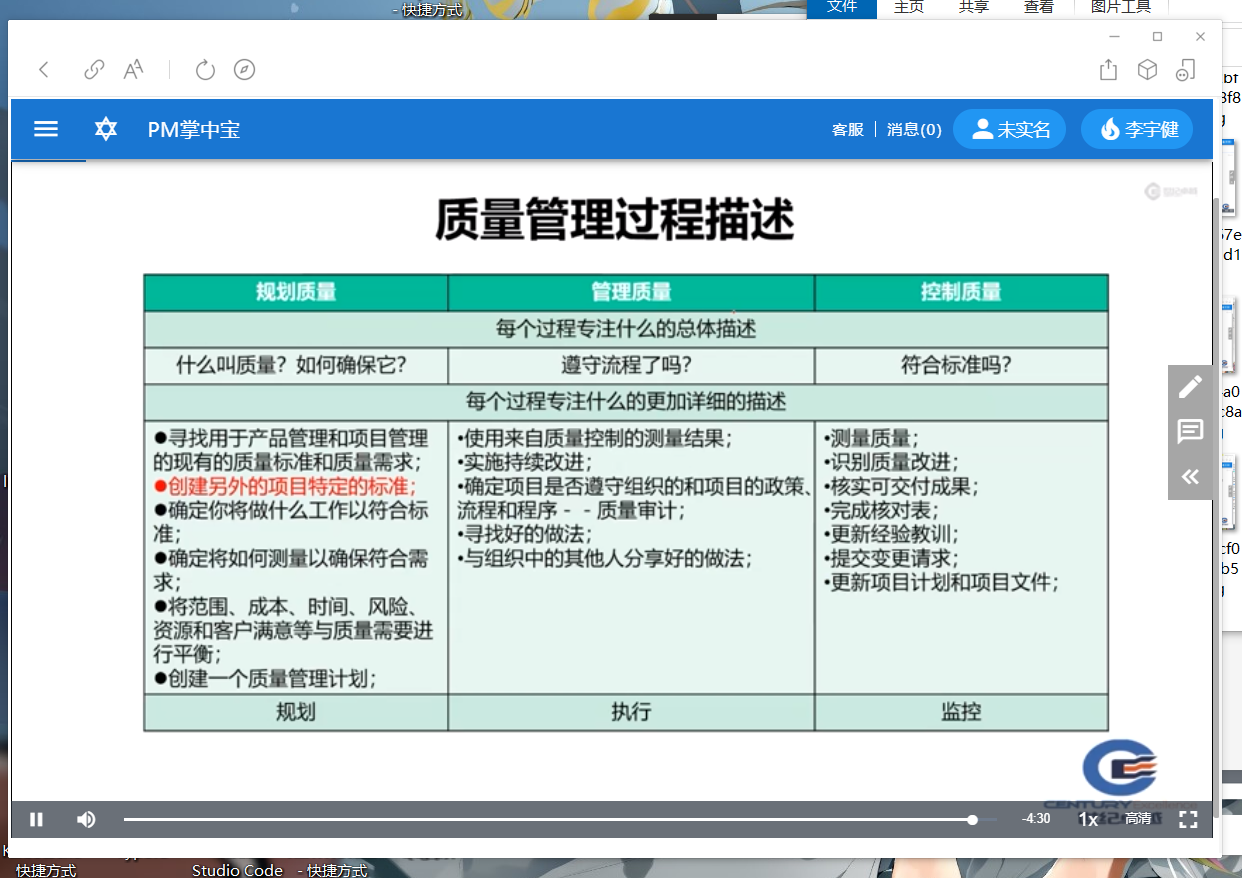 - 快捷方式
文件
主页
共享
查看
图片工具
PM掌中宝
客服
消息(0)
未实名
李宇健
质量管理过程描述
规划质量
管理质量
控制质量
每个过程专注什么的总体描述
什么叫质量？如何确保它？
遵守流程了吗？
符合标准吗？
每个过程专注什么的更加详细的描述
●寻找用于产品管理和项目管理
的现有的质量标准和质量需求；
●创建另外的项目特定的标准；
●确定你将做什么工作以符合标
准；
●确定将如何测量以确保符合需
求；
●将范围、成本、时间、风险、
资源和客户满意等与质量需要进
行平衡；
●创建一个质量管理计划；
•使用来自质量控制的测量结果；
•实施持续改进；
•确定项目是否遵守组织的和项目的政策、
流程和程序－－质量审计；
•寻找好的做法；
•与组织中的其他人分享好的做法；
•测量质量；
•识别质量改进；
•核实可交付成果；
•完成核对表；
•更新经验教训；
•提交变更请求；
•更新项目计划和项目文件；
规划
执行
监控
CENTURY
-4:30
1x
高清
快捷方式
Studio Code
- 快捷方式